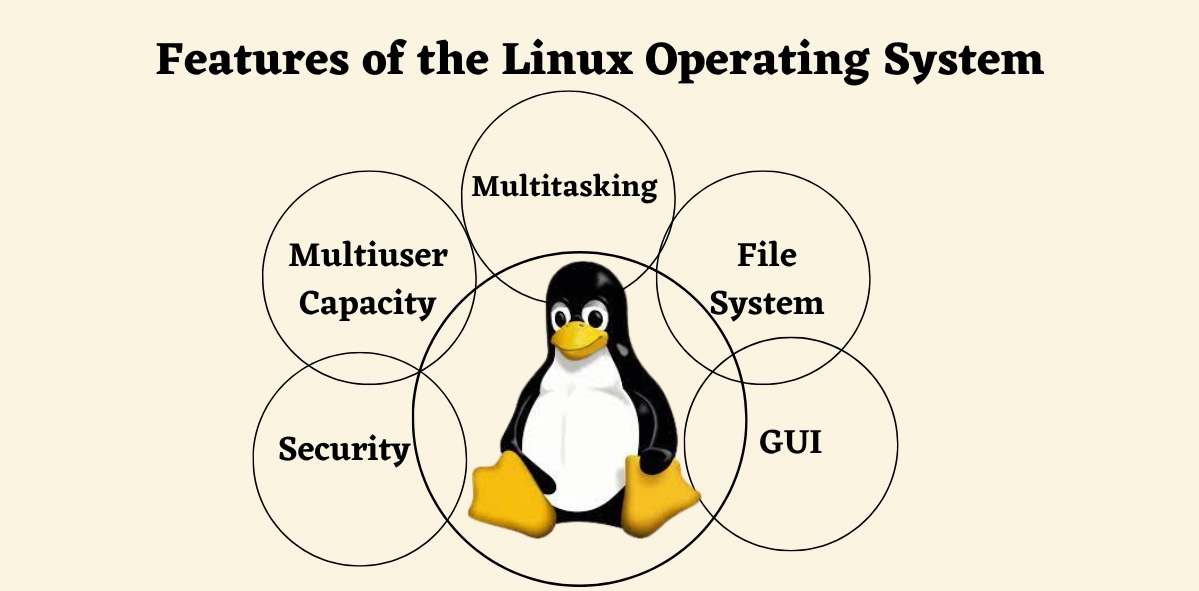 Features of the Linux Operating System
Multitasking
Multiuser
Capacity
File
System
Security
GUI